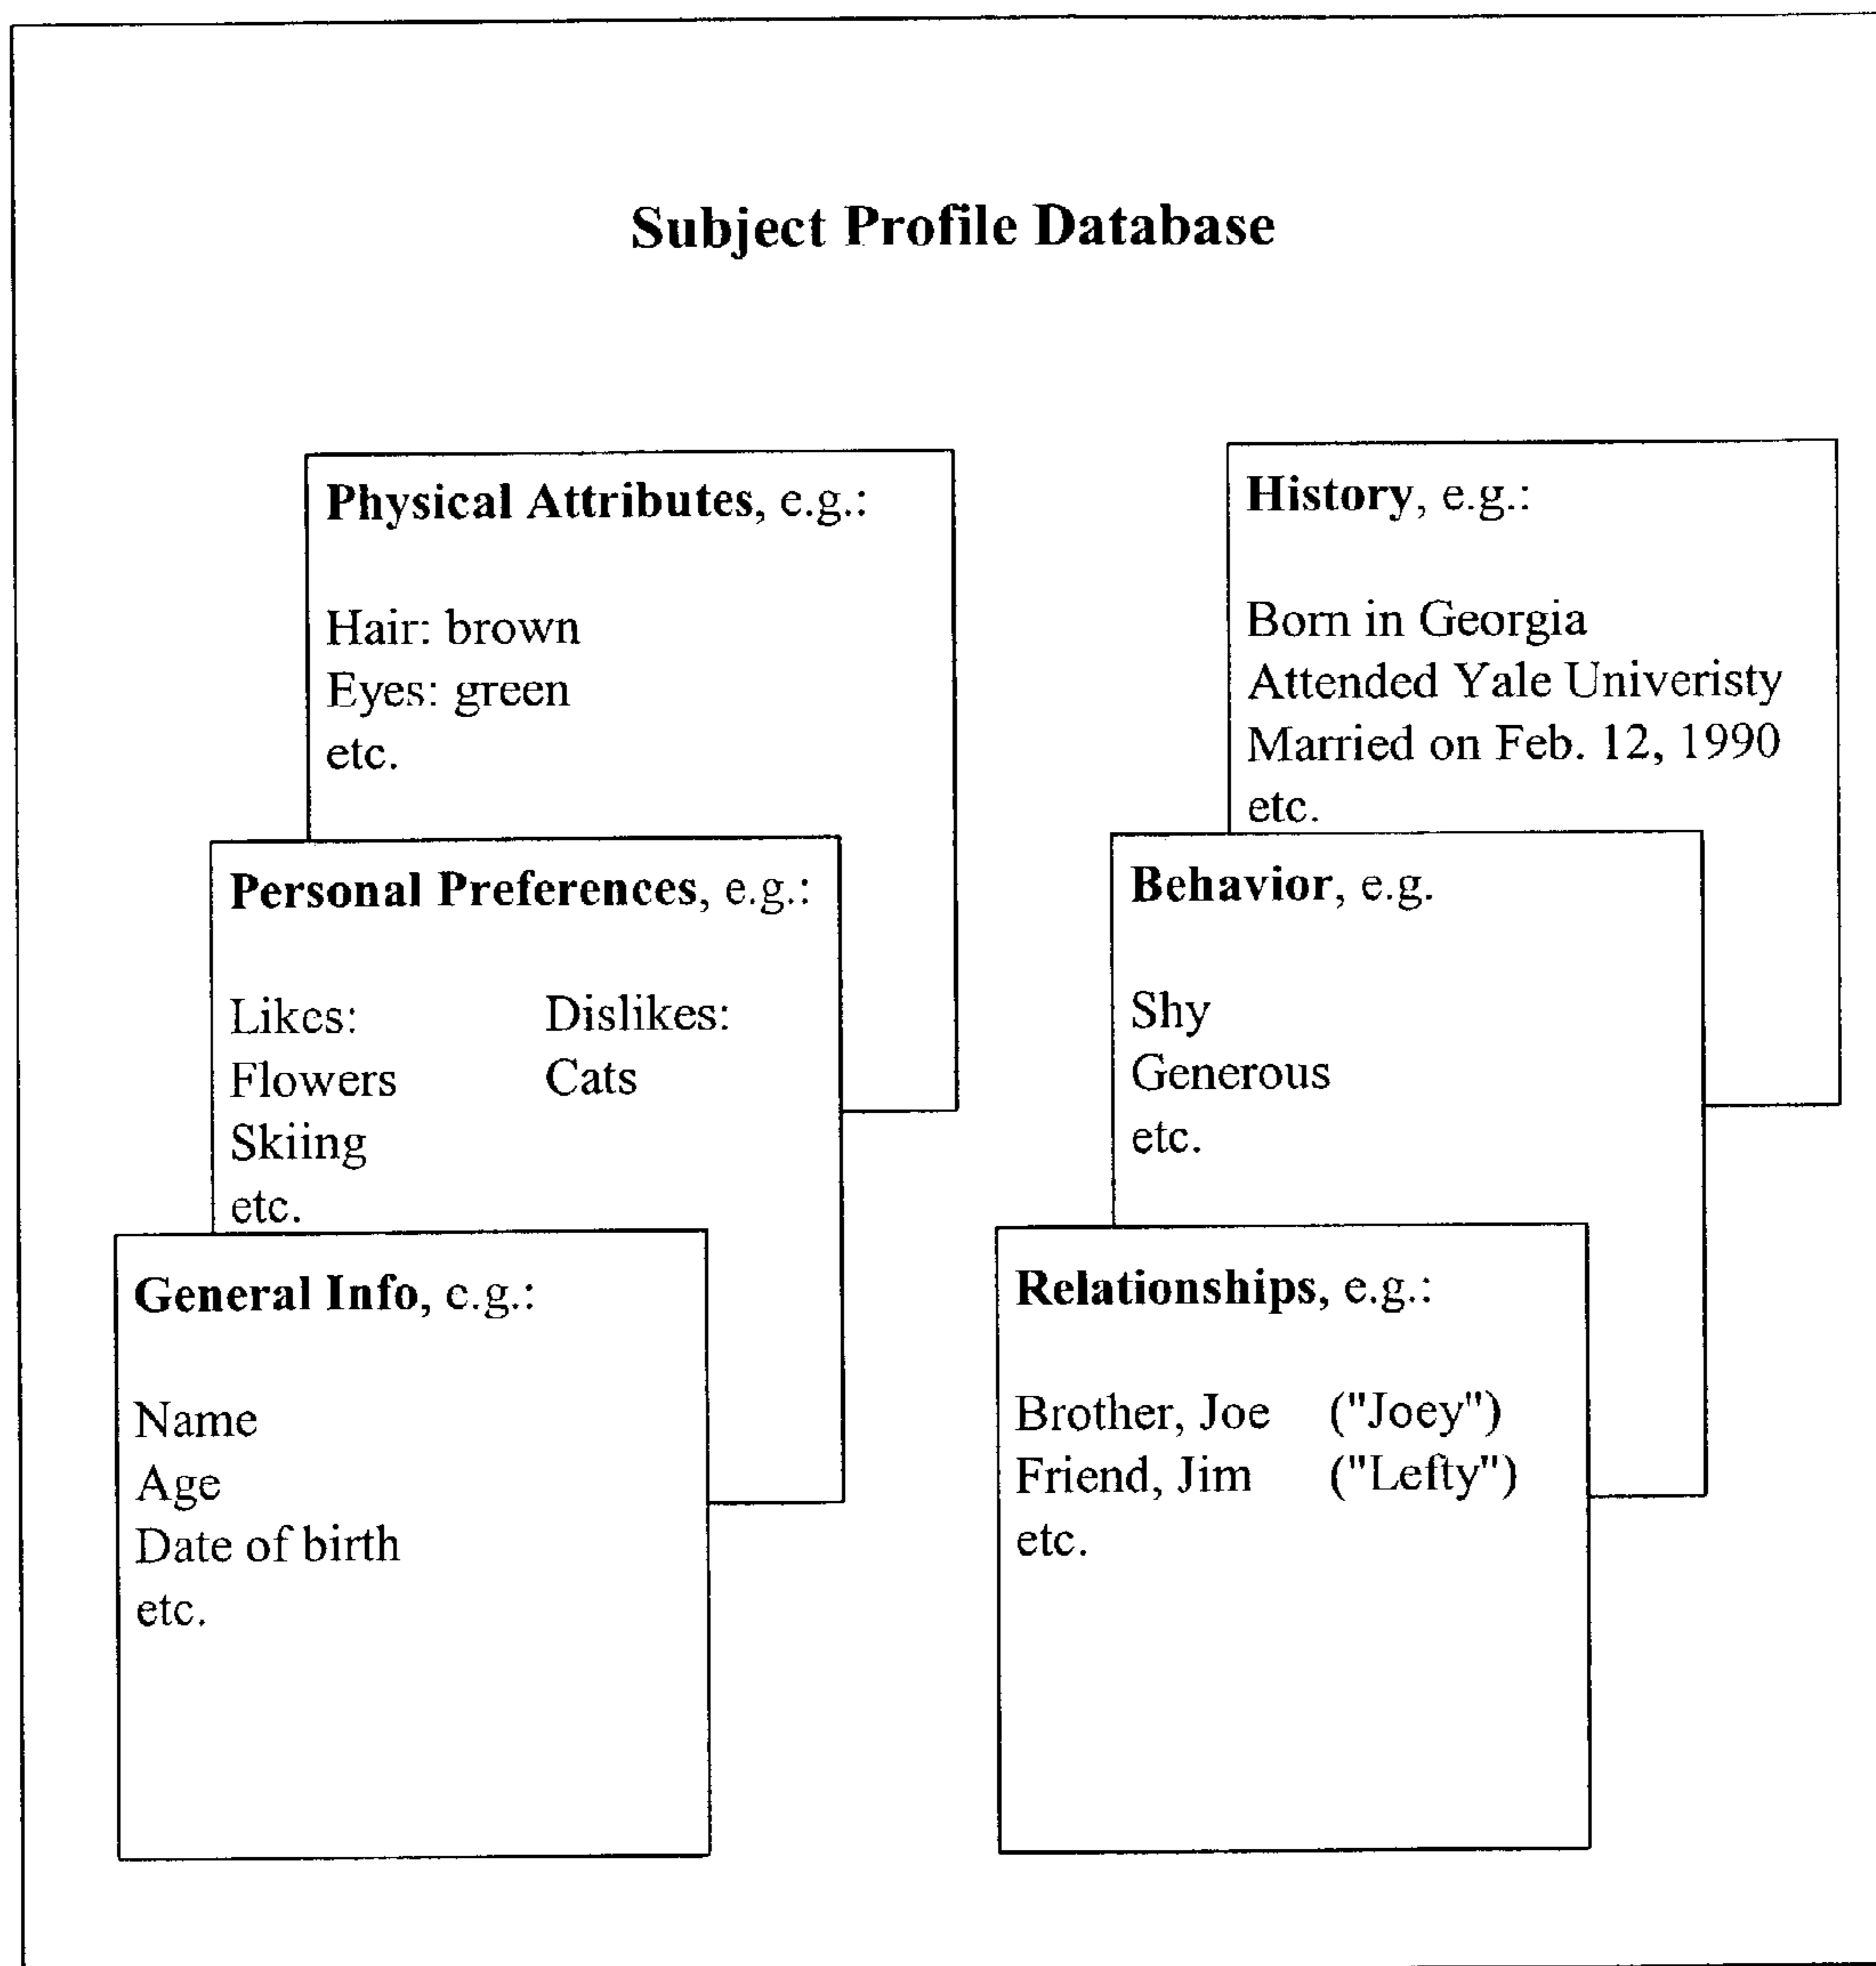 Subject Profile Database
Physical Attributes, e.g.:
Hair: brown
Eyes: green
etc.
Personal Preferences, e.g.:
Likes: Dislikes:
Flowers Cats
Skiing
etc.
General Info, e.g.:
Name
Age
Date of birth
etc.
History, e.g.:
Born in Georgia
Attended Yale Univeristy
Married on Feb. 12, 1990
etc.
Behavior, e.g.
Shy
Generous
etc.
Relationships, e.g.:
Brother, Joe ("Joey")
Friend, Jim ("Lefty")
etc.